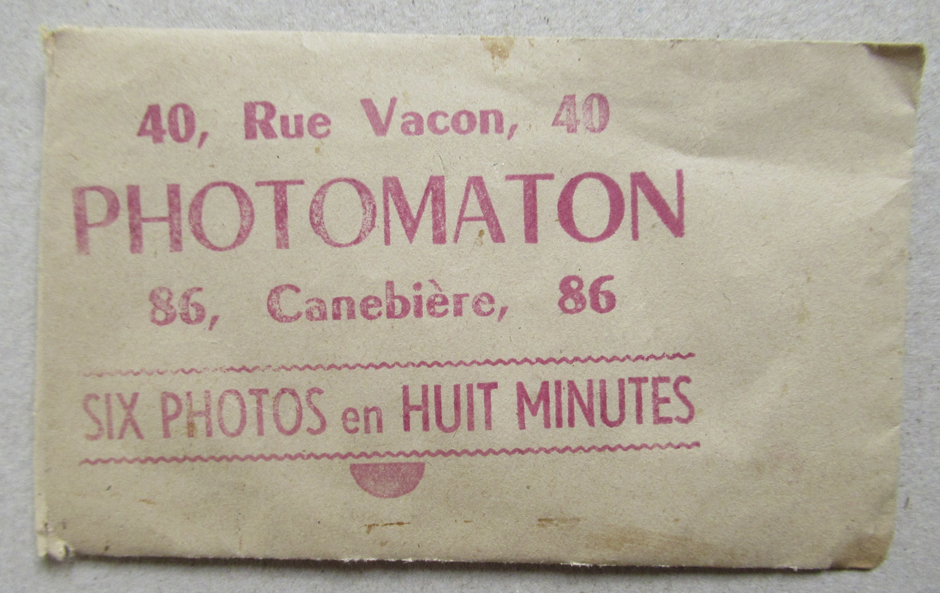 40, Rue Vacon, 40
PHOTOMATON
86, Canebière, 86
SIX PHOTOS en HUIT MINUTES